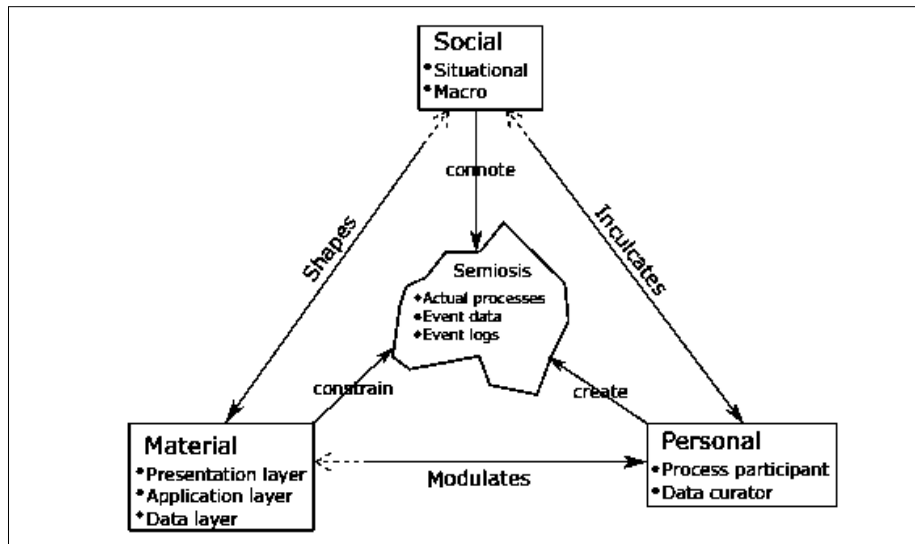 Social
•Situational
•Macro
connote
Shapes
Inculcates
Semiosis
•Actual processes
•Event data
•Event logs
constrain
create
Material
•Presentation layer
•Application layer
•Data layer
Modulates
Personal
•Process participant
•Data curator